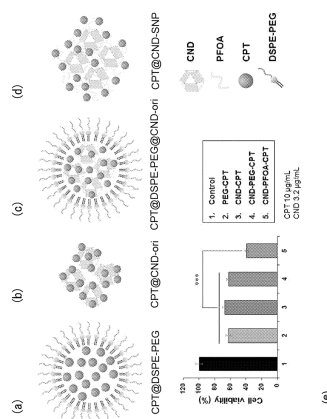 (a)
(b)
(c)
(d)
CPT@DSPE-PEG
CPT@CND-ori
CPT@DSPE-PEG@CND-ori
CPT@CND-SNP
CND
PFOA
CPT
DSPE-PEG
(e)
Cell viability (%)
120
100
80
60
40
20
0
1
2
3
4
5
***
1. Control
2. PEG-CPT
3. CND-CPT
4. CND-PEG-CPT
5. CND-PFOA-CPT
CPT 10 µg/mL
CND 3.2 µg/mL